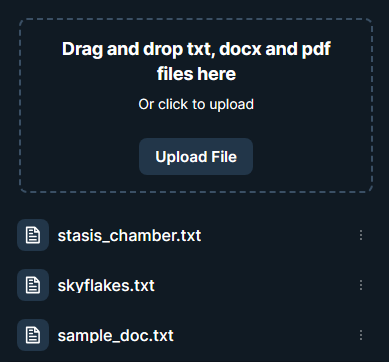 Drag and drop txt, docx and pdf
files here
Or click to upload
Upload File
stasis_chamber.txt
skyflakes.txt
sample_doc.txt